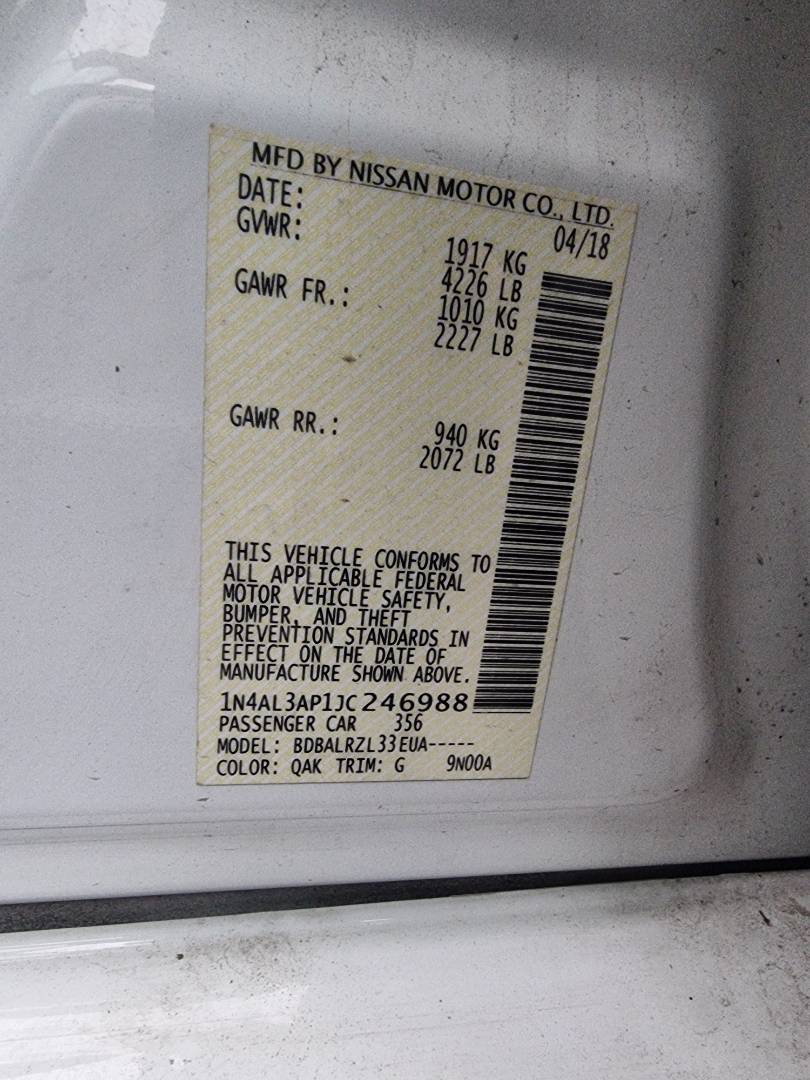 MFD BY NISSAN MOTOR CO., LTD.
DATE: 04/18
GVWR: 1917 KG
4226 LB
GAWR FR.: 1010 KG
2227 LB
GAWR RR.: 940 KG
2072 LB
THIS VEHICLE CONFORMS TO
ALL APPLICABLE FEDERAL
MOTOR VEHICLE SAFETY,
BUMPER, AND THEFT
PREVENTION STANDARDS IN
EFFECT ON THE DATE OF
MANUFACTURE SHOWN ABOVE.
1N4AL3AP1JC246988
PASSENGER CAR 356
MODEL: BDBALRZL33EUA-----
COLOR: QAK TRIM: G 9N00A